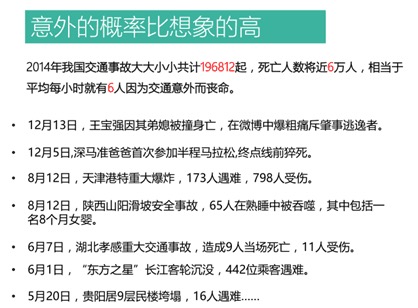 意外的概率比想象的高
2014年我国交通事故大大小小共计196812起，死亡人数将近6万人，相当于
平均每小时就有6人因为交通意外而丧命。
• 12月13日，王宝强因其弟媳被撞身亡，在微博中爆粗痛斥肇事逃逸者。
• 12月5日,深马准爸爸首次参加半程马拉松,终点线前猝死。
• 8月12日，天津港特重大爆炸，173人遇难，798人受伤。
• 8月12日，陕西山阳滑坡安全事故，65人在熟睡中被吞噬，其中包括一
名8个月女婴。
• 6月7日，湖北孝感重大交通事故，造成9人当场死亡，11人受伤。
• 6月1日，“东方之星”长江客轮沉没，442位乘客遇难。
• 5月20日，贵阳居9层民楼垮塌，16人遇难......